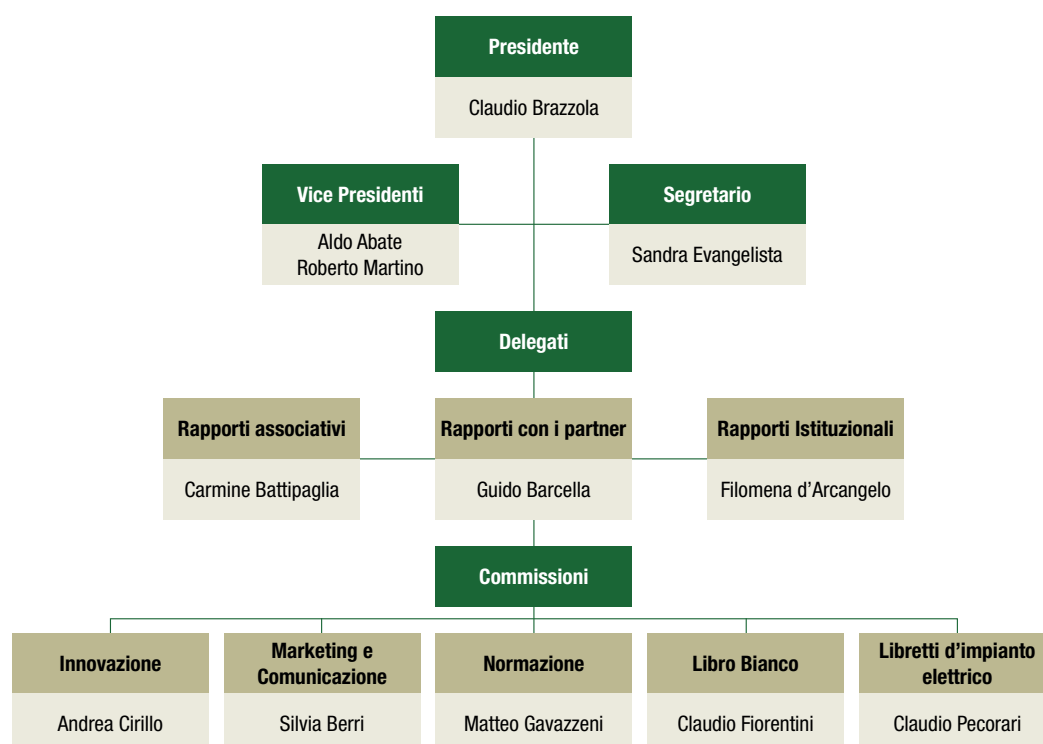 Presidente
Claudio Brazzola
Vice Presidenti
Aldo Abate
Roberto Martino
Segretario
Sandra Evangelista
Delegati
Rapporti associativi
Carmine Battipaglia
Rapporti con i partner
Guido Barcella
Rapporti Istituzionali
Filomena d’Arcangelo
Commissioni
Innovazione
Andrea Cirillo
Marketing e
Comunicazione
Silvia Berri
Normazione
Matteo Gavazzeni
Libro Bianco
Claudio Fiorentini
Libretti d’impianto
elettrico
Claudio Pecorari